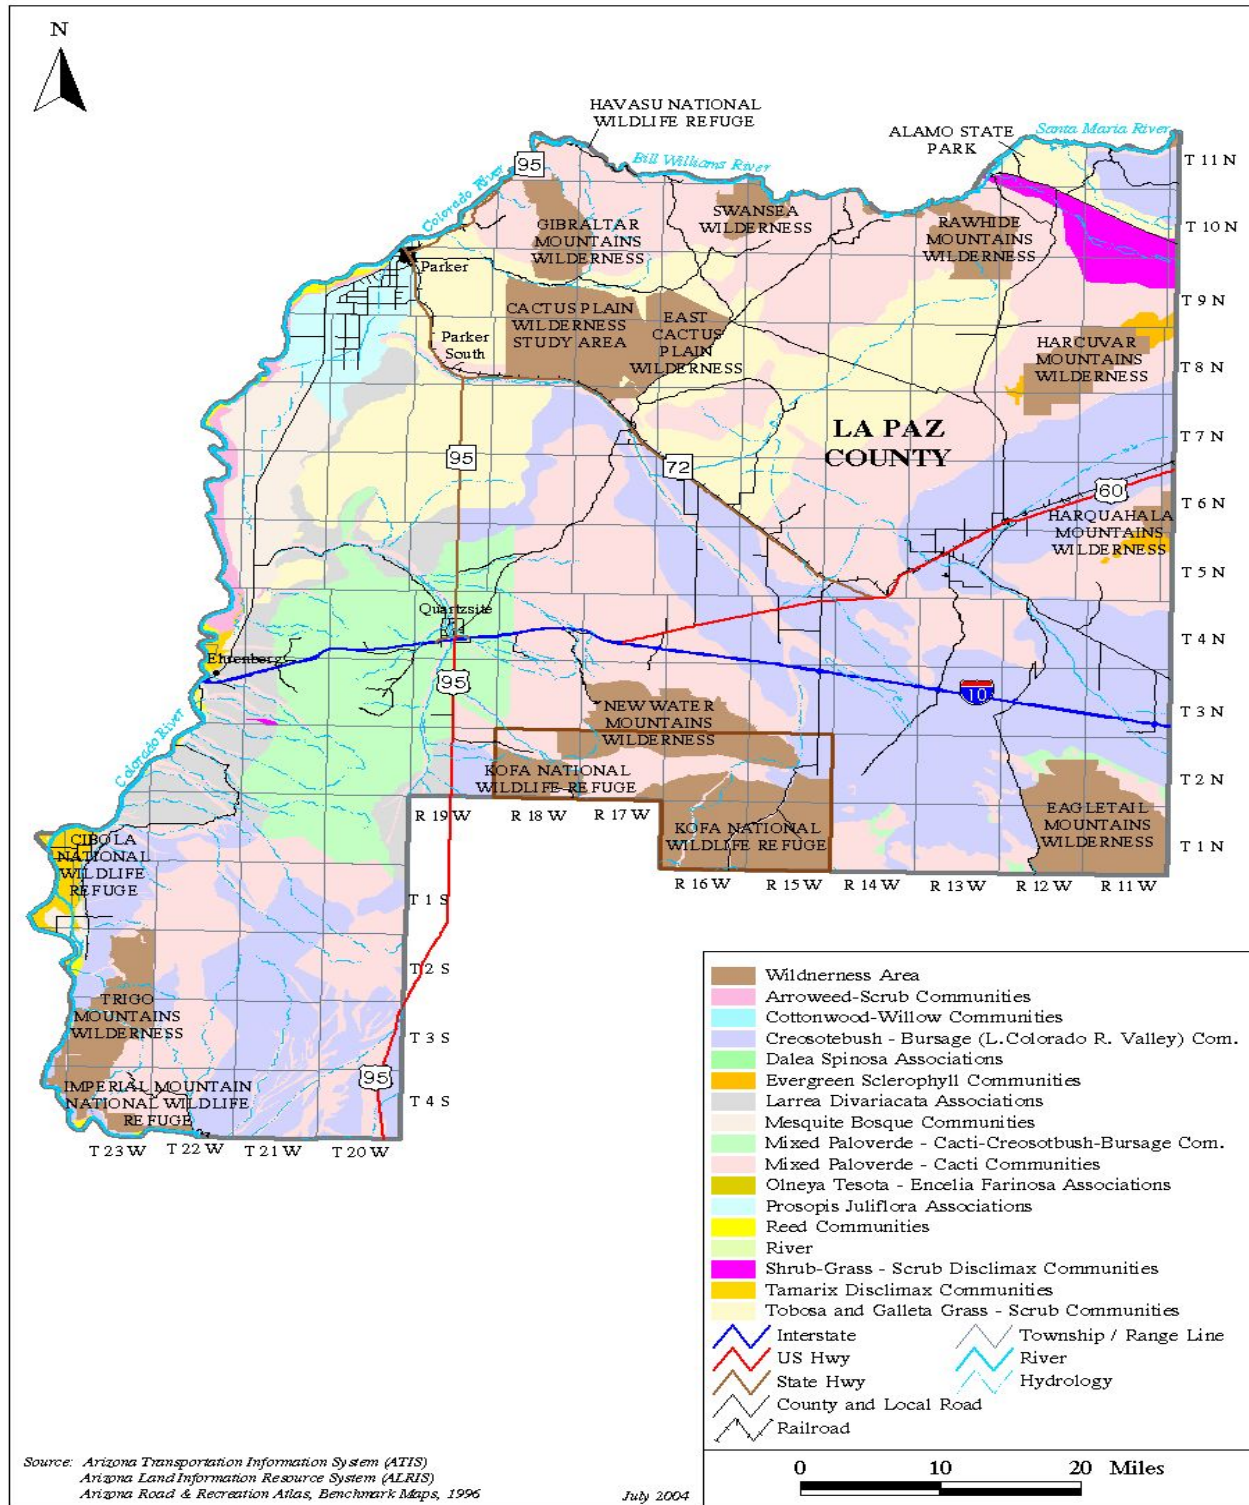 N
HAVASU NATIONAL
WILDLIFE REFUGE
ALAMO STATE
PARK
Santa Maria River
T 11 N
95
Bill Williams River
Colorado River
SWANSEA
WILDERNESS
GIBRALTAR
MOUNTAINS
WILDERNESS
RAWHIDE
MOUNTAINS
WILDERNESS
T 10 N
Parker
T 9 N
CACTUS PLAIN
WILDERNESS
STUDY AREA
EAST
CACTUS
PLAIN
WILDERNESS
Parker
South
HARCUVAR
MOUNTAINS
WILDERNESS
T 8 N
LA PAZ
COUNTY
T 7 N
95
72
60
T 6 N
HARQUAHALA
MOUNTAINS
WILDERNESS
T 5 N
Quartzsite
T 4 N
Ehrenberg
95
10
NEW WATER
MOUNTAINS
WILDERNESS
T 3 N
Colorado River
KOFA NATIONAL
WILDLIFE REFUGE
T 2 N
R 19 W
R 18 W
R 17 W
KOFA NATIONAL
WILDLIFE REFUGE
EAGLETAIL
MOUNTAINS
WILDERNESS
CIBOLA
NATIONAL
WILDLIFE
REFUGE
T 1 N
R 16 W
R 15 W
R 14 W
R 13 W
R 12 W
R 11 W
T 1 S
T 2 S
TRIGO
MOUNTAINS
WILDERNESS
T 3 S
95
IMPERIAL MOUNTAIN
NATIONAL WILDLIFE
REFUGE
T 4 S
T 23 W
T 22 W
T 21 W
T 20 W
Wildnerness Area
Arroweed-Scrub Communities
Cottonwood-Willow Communities
Creosotebush - Bursage (L.Colorado R. Valley) Com.
Dalea Spinosa Associations
Evergreen Sclerophyll Communities
Larrea Divariacata Associations
Mesquite Bosque Communities
Mixed Paloverde - Cacti-Creosotbush-Bursage Com.
Mixed Paloverde - Cacti Communities
Olneya Tesota - Encelia Farinosa Associations
Prosopis Juliflora Associations
Reed Communities
River
Shrub-Grass - Scrub Disclimax Communities
Tamarix Disclimax Communities
Tobosa and Galleta Grass - Scrub Communities
Interstate
Township / Range Line
US Hwy
River
State Hwy
Hydrology
County and Local Road
Railroad
0 10 20 Miles
Source: Arizona Transportation Information System (ATIS)
Arizona Land Information Resource System (ALRIS)
Arizona Road & Recreation Atlas, Benchmark Maps, 1996
July 2004